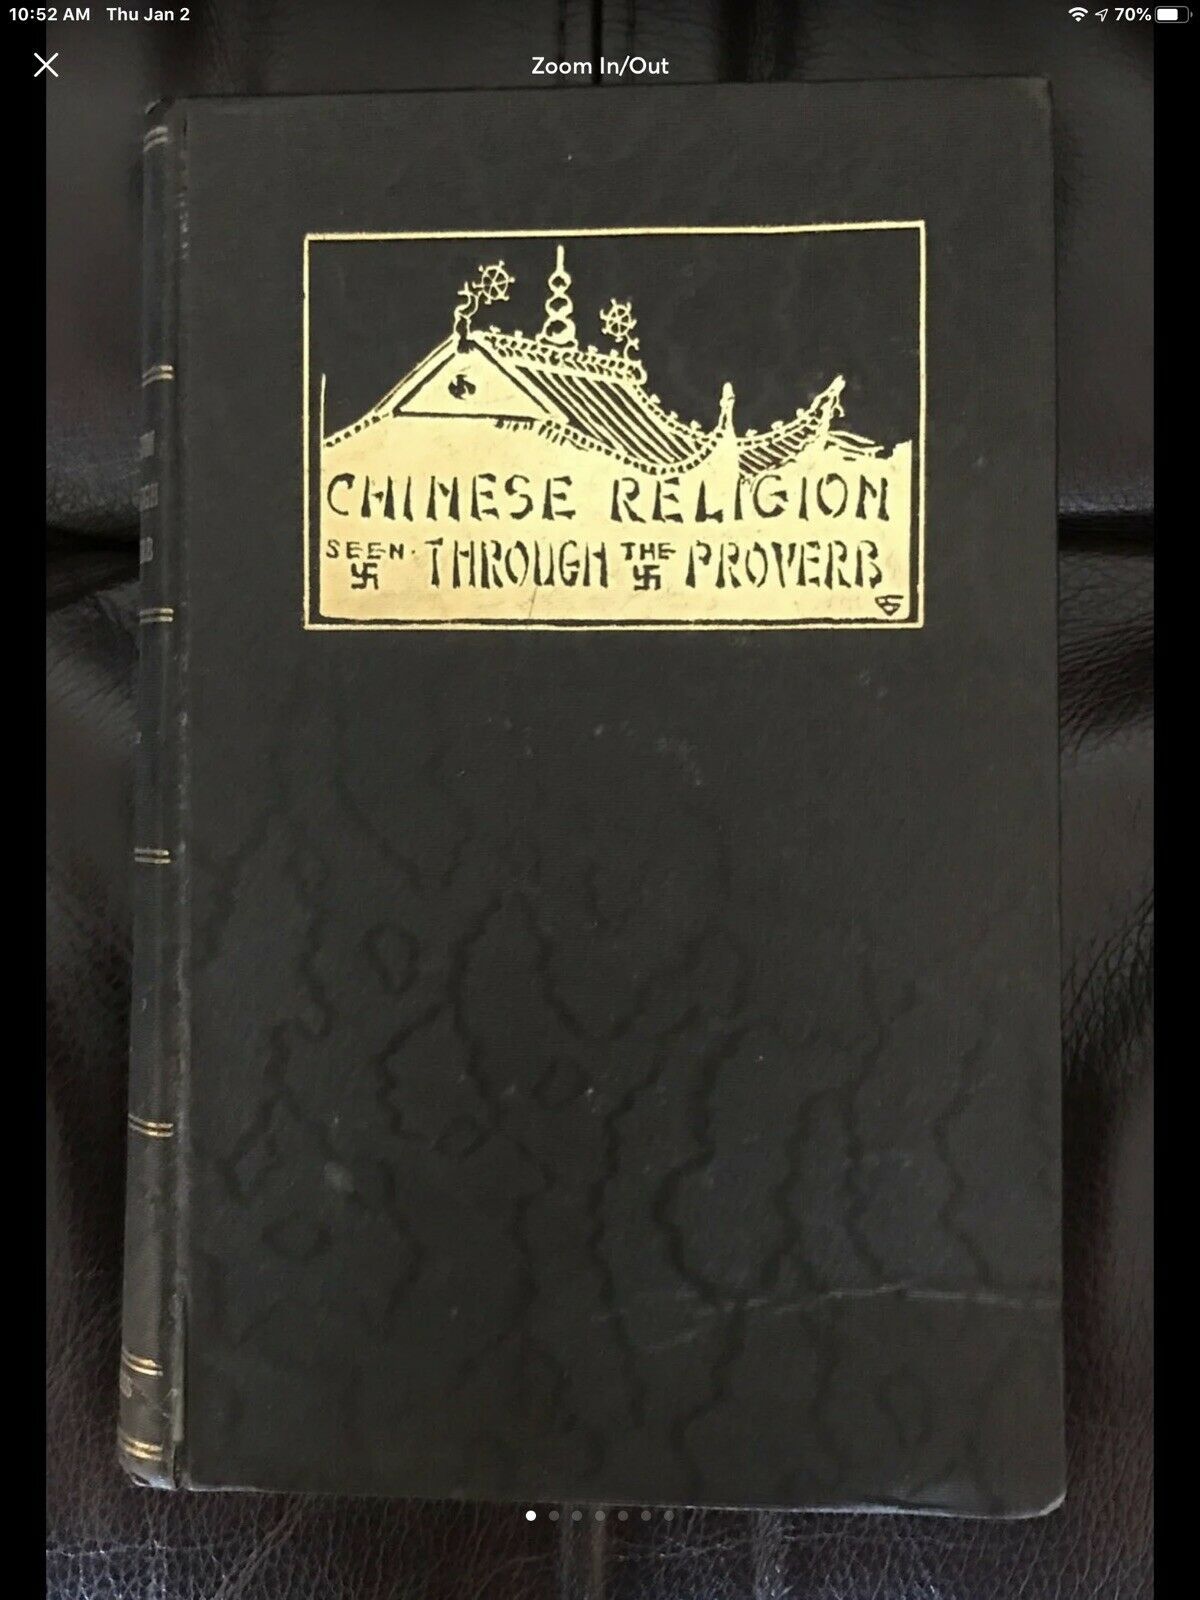 10:52 AM Thu Jan 2
70%
Zoom In/Out
CHINESE RELIGION
SEEN · THROUGH THE PROVERB